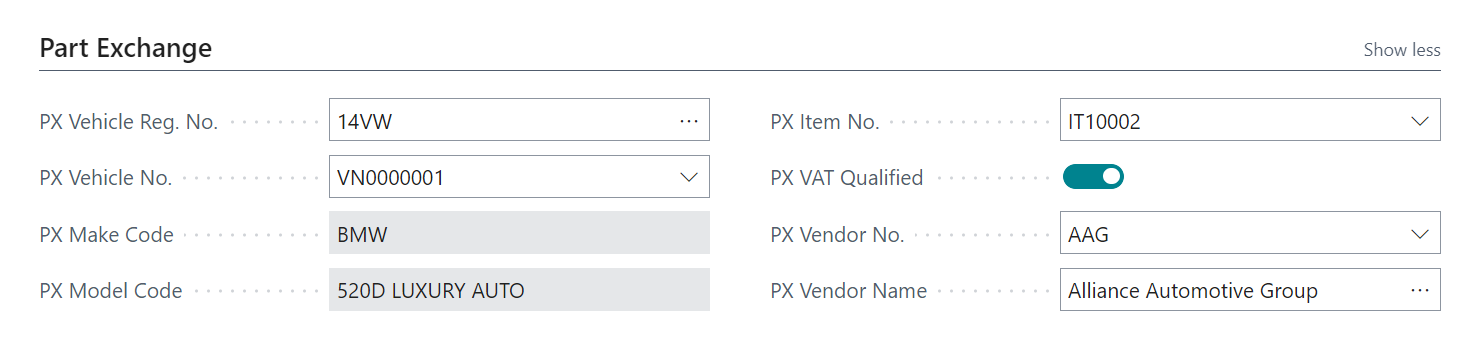 Part Exchange
Show less
PX Vehicle Reg. No. 14VW ...
PX Vehicle No. VN0000001
PX Make Code BMW
PX Model Code 520D LUXURY AUTO
PX Item No. IT10002
PX VAT Qualified
PX Vendor No. AAG
PX Vendor Name Alliance Automotive Group ...